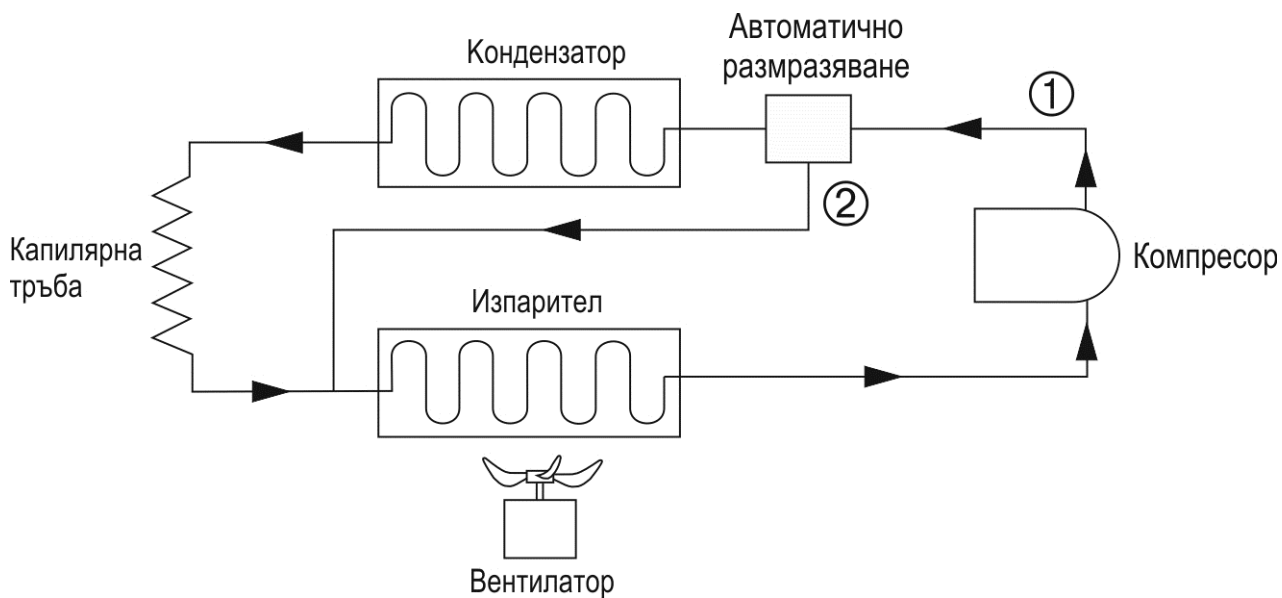 Автоматично
размразяване
Кондензатор
1
2
Капилярна
тръба
Компресор
Изпарител
Вентилатор